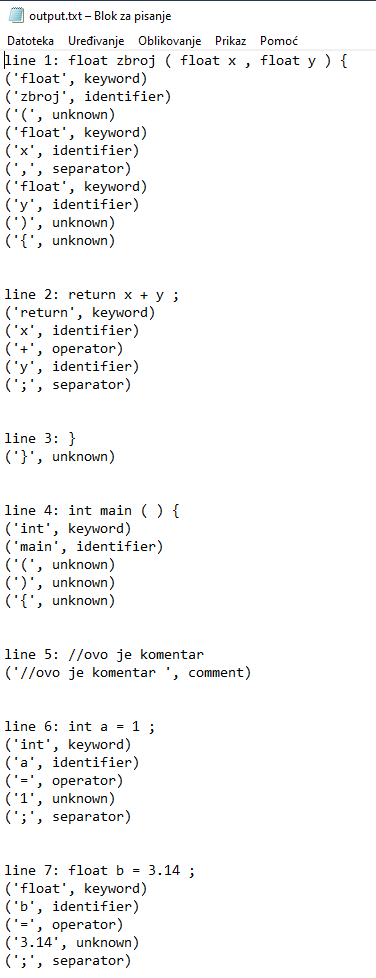 output.txt – Blok za pisanje
Datoteka Uređivanje Oblikovanje Prikaz Pomoć
line 1: float zbroj ( float x , float y ) {
('float', keyword)
('zbroj', identifier)
('(', unknown)
('float', keyword)
('x', identifier)
(',', separator)
('float', keyword)
('y', identifier)
(')', unknown)
('{', unknown)
line 2: return x + y ;
('return', keyword)
('x', identifier)
('+', operator)
('y', identifier)
(';', separator)
line 3: }
('}', unknown)
line 4: int main ( ) {
('int', keyword)
('main', identifier)
('(', unknown)
(')', unknown)
('{', unknown)
line 5: //ovo je komentar
('//ovo je komentar ', comment)
line 6: int a = 1 ;
('int', keyword)
('a', identifier)
('=', operator)
('1', unknown)
(';', separator)
line 7: float b = 3.14 ;
('float', keyword)
('b', identifier)
('=', operator)
('3.14', unknown)
(';', separator)